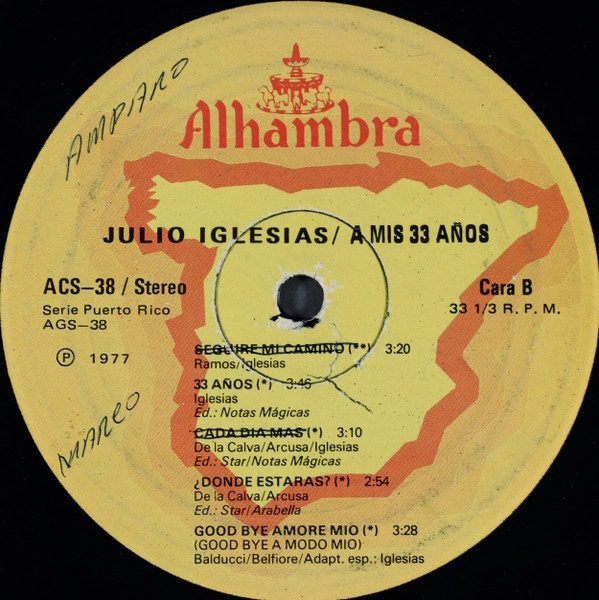 AMPARO
Alhambra
JULIO IGLESIAS/ A MIS 33 AÑOS
ACS–38 / Stereo
Serie Puerto Rico
AGS–38
Ⓟ 1977
Cara B
33 1/3 R. P. M.
SEGUIRE MI CAMINO (**) 3:20
Ramos/Iglesias
33 AÑOS (*) 3:46
Iglesias
Ed.: Notas Mágicas
CADA DIA MAS (*) 3:10
De la Calva/Arcusa/Iglesias
Ed.: Star/Notas Mágicas
¿DONDE ESTARAS? (*) 2:54
De la Calva/Arcusa
Ed.: Star/Arabella
GOOD BYE AMORE MIO (*) 3:28
(GOOD BYE A MODO MIO)
Balducci/Belfiore/Adapt. esp.: Iglesias
MARCO